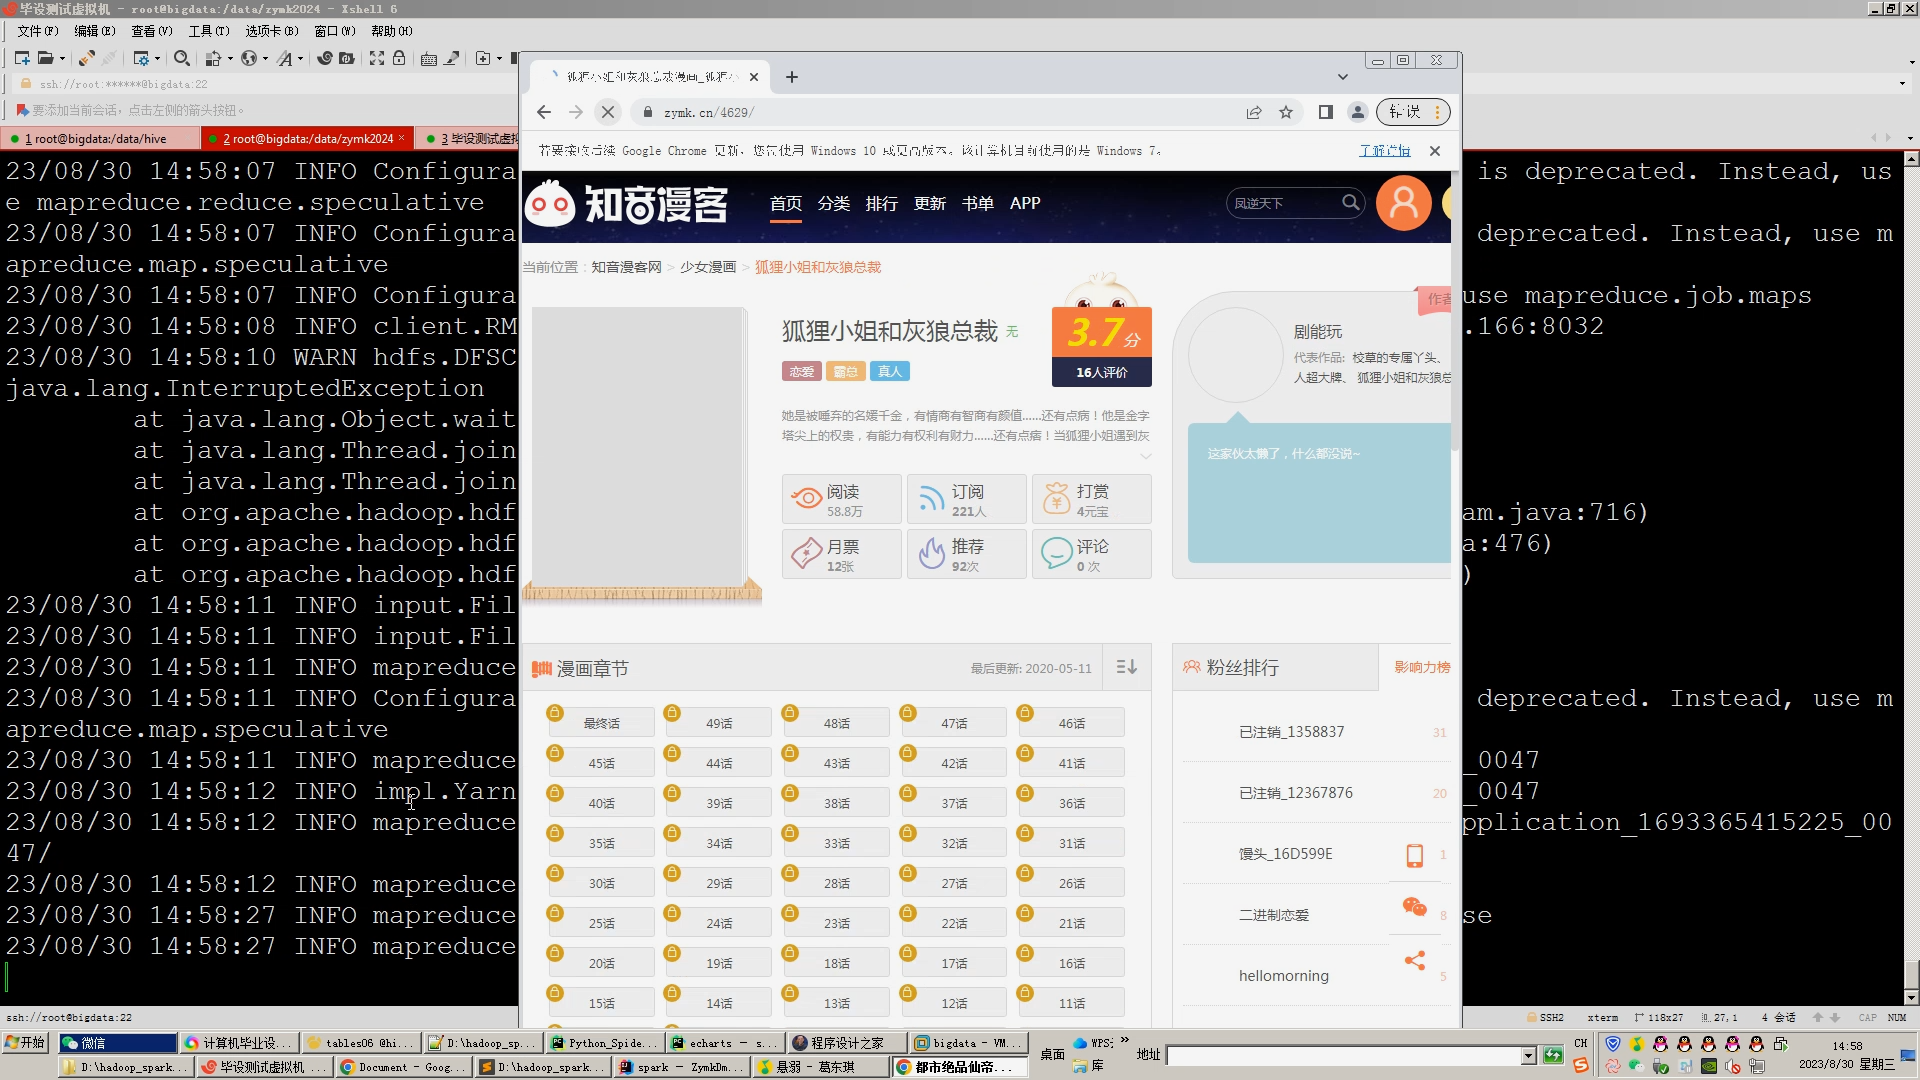 毕设测试虚拟机 - root@bigdata:/data/zymk2024 - Xshell 6
文件(F) 编辑(E) 查看(V) 工具(T) 选项卡(B) 窗口(W) 帮助(H)
ssh://root:******@bigdata:22
要添加当前会话，点击左侧的箭头按钮。
1 root@bigdata:/data/hive
2 root@bigdata:/data/zymk2024
3 毕设测试虚拟
23/08/30 14:58:07 INFO Configura
is deprecated. Instead, us
e mapreduce.reduce.speculative
23/08/30 14:58:07 INFO Configura
deprecated. Instead, use m
apreduce.map.speculative
23/08/30 14:58:07 INFO Configura
use mapreduce.job.maps
23/08/30 14:58:08 INFO client.RM
.166:8032
23/08/30 14:58:10 WARN hdfs.DFSC
java.lang.InterruptedException
at java.lang.Object.wait
at java.lang.Thread.join
at java.lang.Thread.join
at org.apache.hadoop.hdf
am.java:716)
at org.apache.hadoop.hdf
a:476)
at org.apache.hadoop.hdf
)
23/08/30 14:58:11 INFO input.Fil
23/08/30 14:58:11 INFO input.Fil
23/08/30 14:58:11 INFO mapreduce
23/08/30 14:58:11 INFO Configura
deprecated. Instead, use m
apreduce.map.speculative
23/08/30 14:58:11 INFO mapreduce
_0047
23/08/30 14:58:12 INFO impl.Yarn
_0047
23/08/30 14:58:12 INFO mapreduce
pplication_1693365415225_00
47/
23/08/30 14:58:12 INFO mapreduce
23/08/30 14:58:27 INFO mapreduce
se
23/08/30 14:58:27 INFO mapreduce
狐狸小姐和灰狼总裁漫画_狐狸小
zymk.cn/4629/
错误
若要接收后续 Google Chrome 更新，您需使用 Windows 10 或更高版本。该计算机目前使用的是 Windows 7。
了解详情
知音漫客
首页 分类 排行 更新 书单 APP
凤逆天下
当前位置：知音漫客网 > 少女漫画 > 狐狸小姐和灰狼总裁
狐狸小姐和灰狼总裁 无
3.7分
16人评价
恋爱 霸总 真人
她是被唾弃的名媛千金，有情商有智商有颜值……还有点病！他是金字
塔尖上的权贵，有能力有权利有财力……还有点病！当狐狸小姐遇到灰
阅读
58.8万
订阅
221人
打赏
4元宝
月票
12张
推荐
92次
评论
0 次
作者
剧能玩
代表作品: 校草的专属丫头、
人超大牌、 狐狸小姐和灰狼总
这家伙太懒了，什么都没说~
漫画章节
最后更新: 2020-05-11
最终话 49话 48话 47话 46话
45话 44话 43话 42话 41话
40话 39话 38话 37话 36话
35话 34话 33话 32话 31话
30话 29话 28话 27话 26话
25话 24话 23话 22话 21话
20话 19话 18话 17话 16话
15话 14话 13话 12话 11话
粉丝排行
影响力榜
已注销_1358837 31
已注销_12367876 20
馒头_16D599E 1
二进制恋爱 8
hellomorning 5
ssh://root@bigdata:22
SSH2 xterm 118x27 27,1 4 会话 CAP NUM
开始
微信
计算机毕业设...
tables06 @hi...
D:\hadoop_sp...
Python_Spide...
echarts – s...
程序设计之家
bigdata - VM...
桌面
WPS
»
地址
CH
14:58
D:\hadoop_spark...
毕设测试虚拟机 ...
Document - Goog...
D:\hadoop_spark...
spark – ZymkDm...
悬弱 - 葛东琪
都市绝品仙帝...
库
2023/8/30 星期三